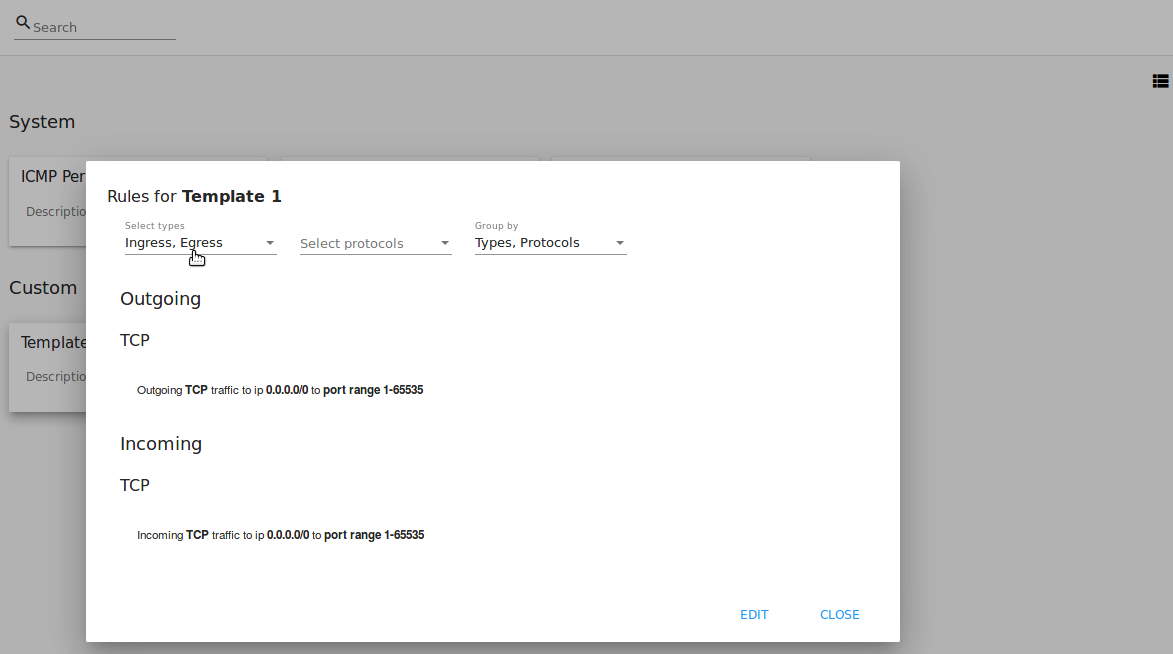 Search
System
ICMP Per
Descriptio
Custom
Template
Descriptio
Rules for Template 1
Select types
Ingress, Egress
Select protocols
Group by
Types, Protocols
Outgoing
TCP
Outgoing TCP traffic to ip 0.0.0.0/0 to port range 1-65535
Incoming
TCP
Incoming TCP traffic to ip 0.0.0.0/0 to port range 1-65535
EDIT CLOSE